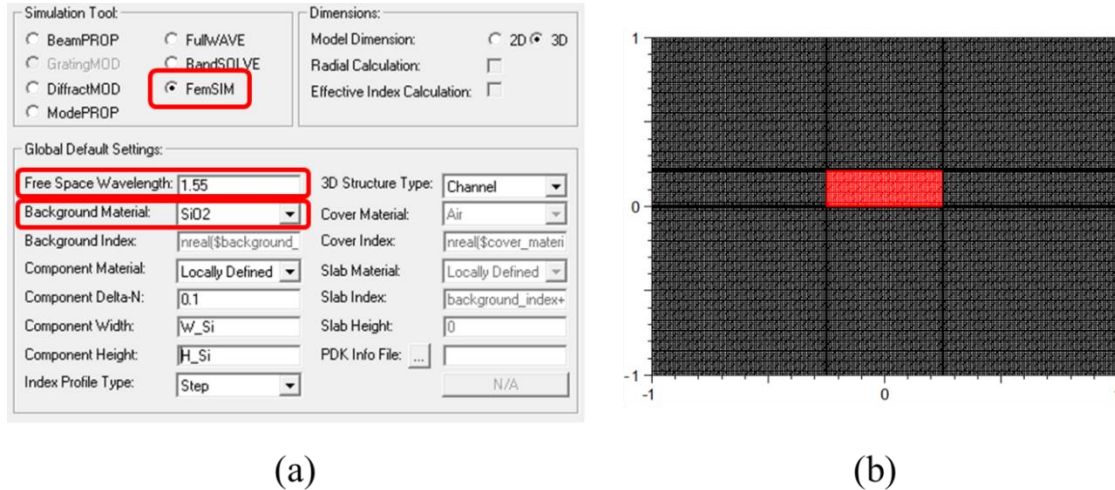 Simulation Tool:
BeamPROP FullWAVE
GratingMOD BandSOLVE
DiffractMOD FemSIM
ModePROP
Dimensions:
Model Dimension: 2D 3D
Radial Calculation:
Effective Index Calculation:
Global Default Settings:
Free Space Wavelength: 1.55 3D Structure Type: Channel
Background Material: SiO2 Cover Material: Air
Background Index: nreal($background_ Cover Index: nreal($cover_materi
Component Material: Locally Defined Slab Material: Locally Defined
Component Delta-N: 0.1 Slab Index: background_index+
Component Width: W_Si Slab Height: 0
Component Height: H_Si PDK Info File: ...
Index Profile Type: Step N/A
1
0
-1
-1 0
(a) (b)